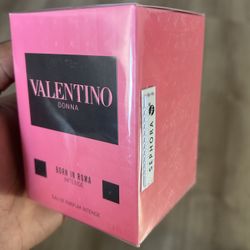 VALENTINO
DONNA
BORN IN ROMA
INTENSE
EAU DE PARFUM INTENSE
SEPHORA